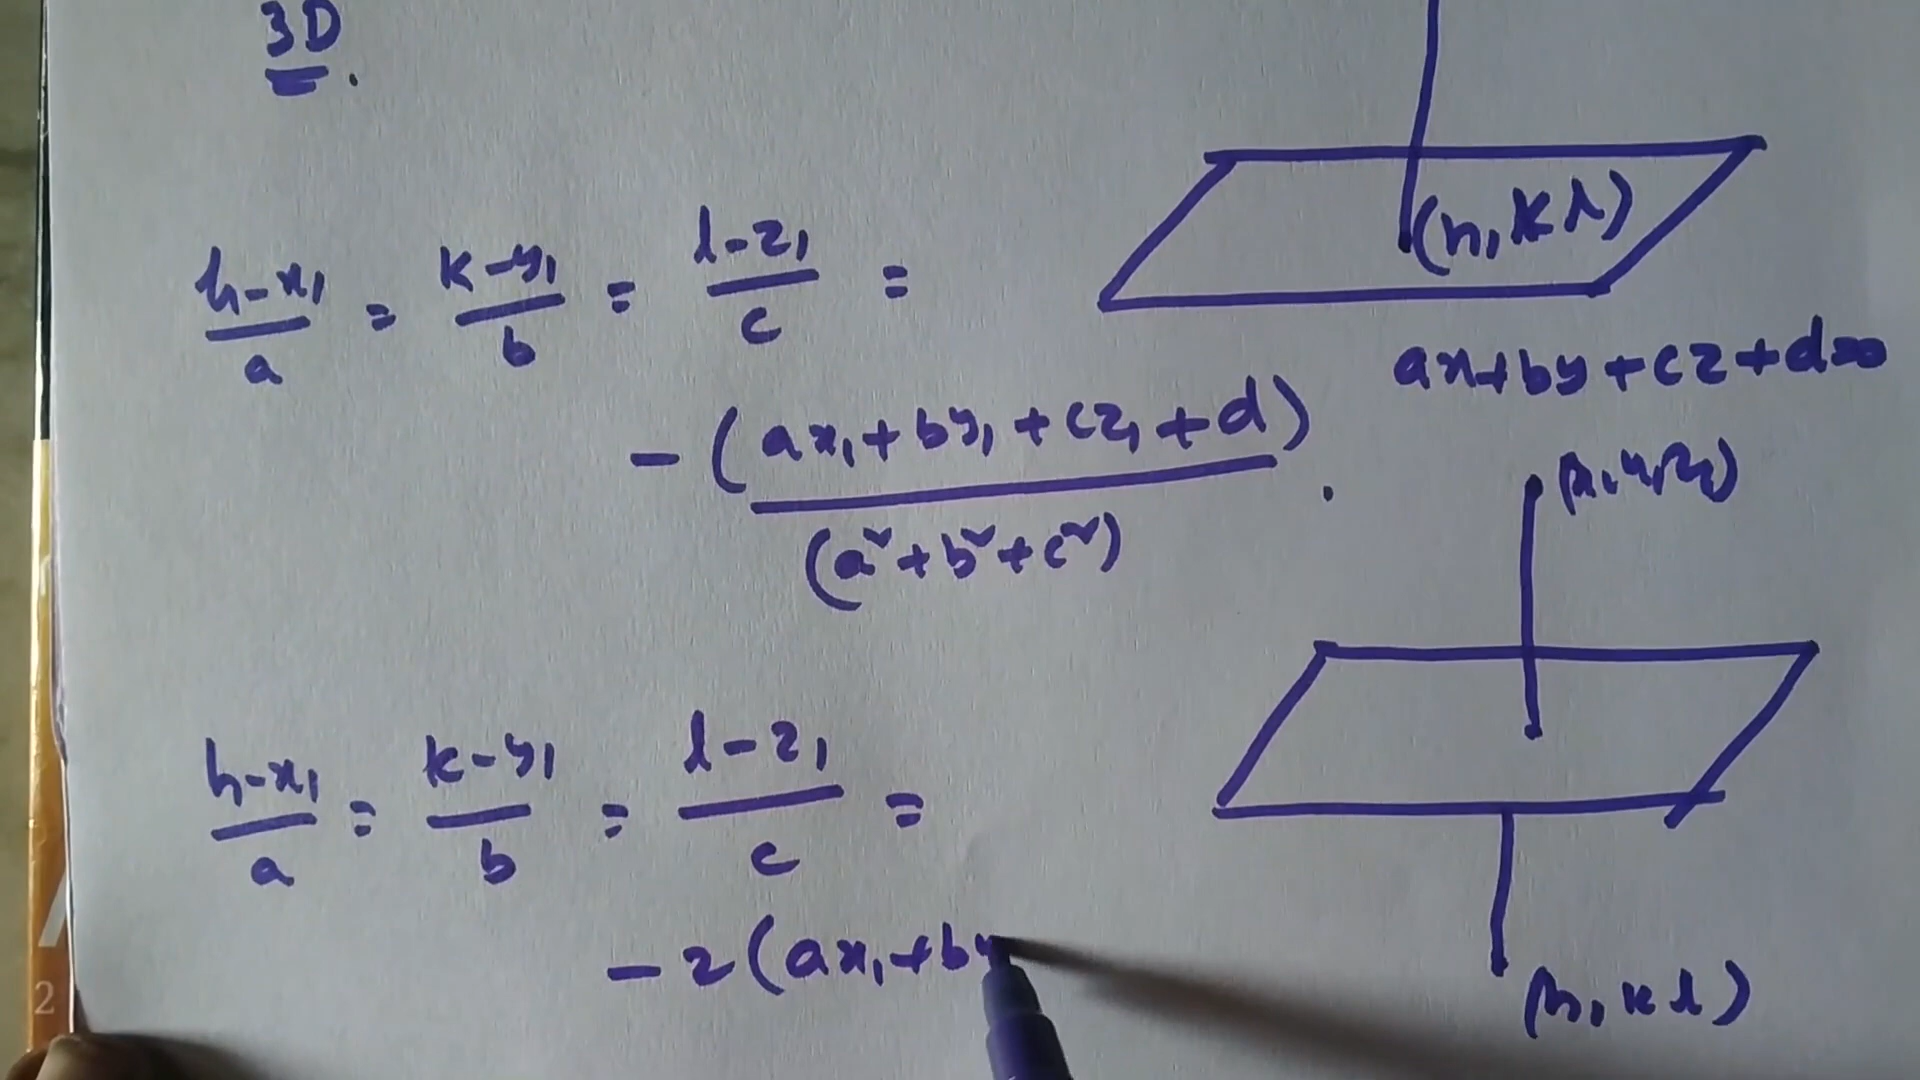 3D.
(h, k l)
h-x₁/a = k-y₁/b = l-z₁/c =
ax+by+cz+d=0
-(ax₁+by₁+cz₁+d)/(a²+b²+c²).
(x₁,y₁,z₁)
h-x₁/a = k-y₁/b = l-z₁/c =
-2(ax₁+by
(h, k l)
2